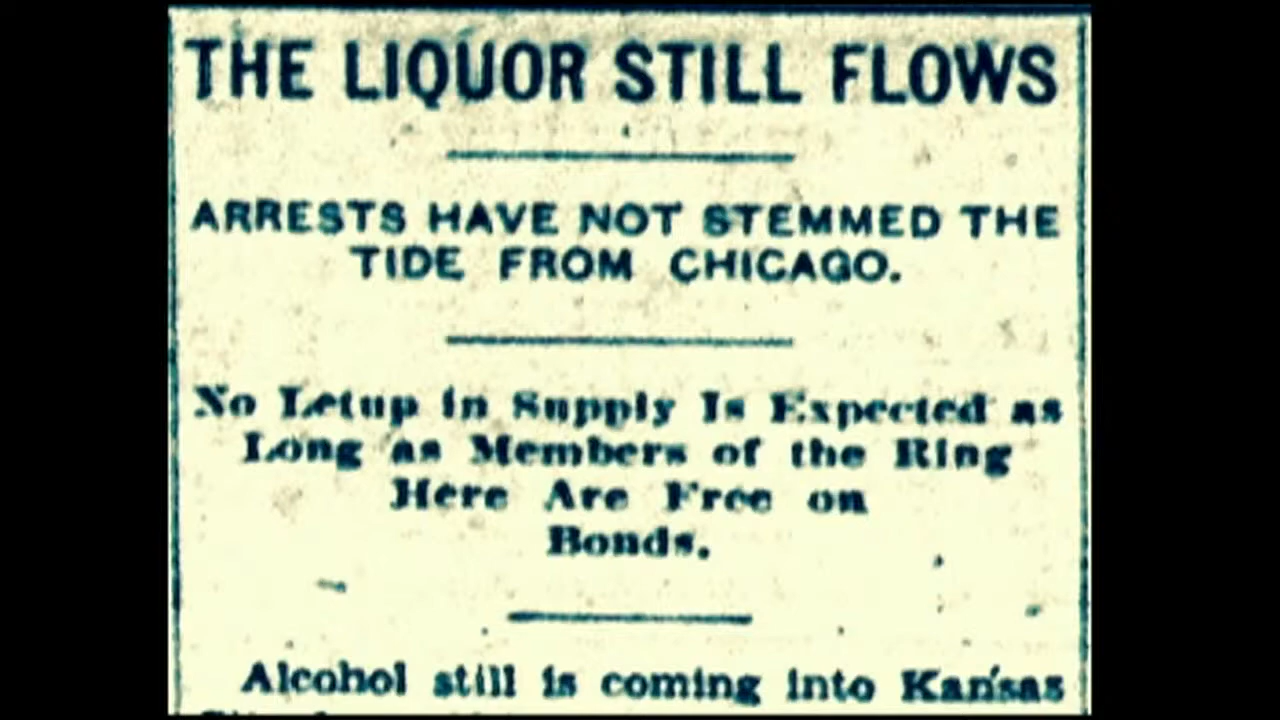 THE LIQUOR STILL FLOWS
ARRESTS HAVE NOT STEMMED THE
TIDE FROM CHICAGO.
No Letup in Supply Is Expected as
Long as Members of the Ring
Here Are Free on
Bonds.
Alcohol still is coming into Kansas